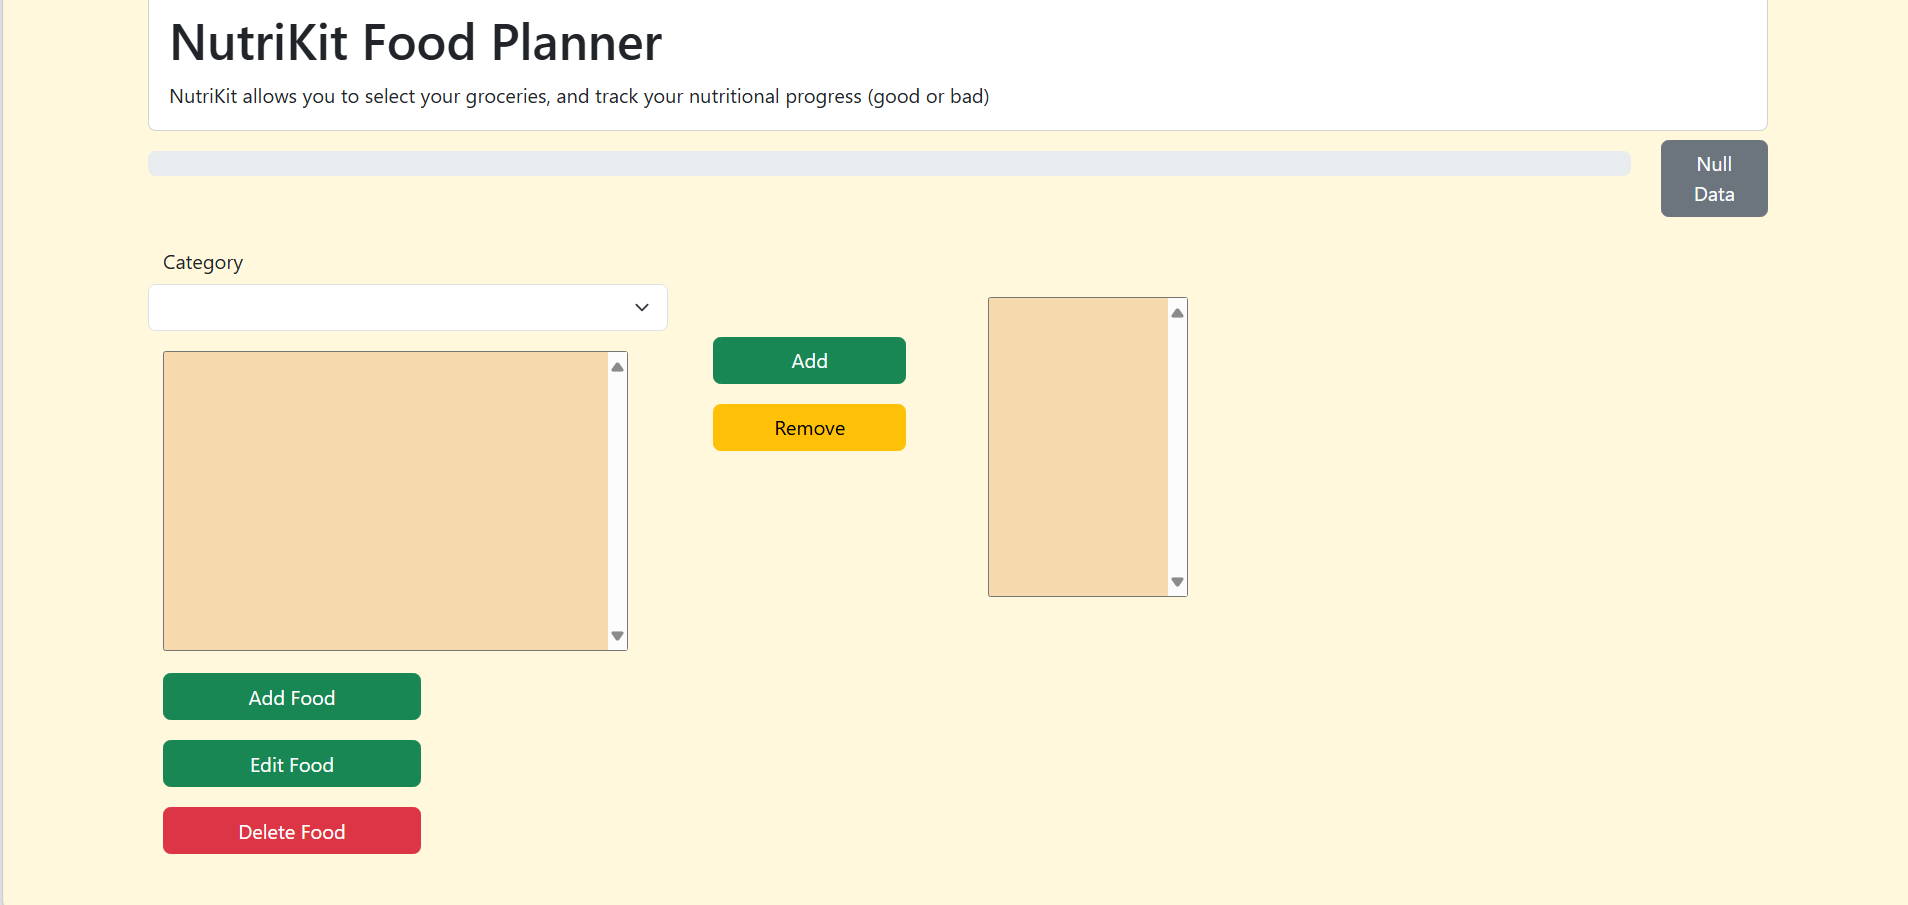 NutriKit Food Planner
NutriKit allows you to select your groceries, and track your nutritional progress (good or bad)
Null
Data
Category
Add
Remove
Add Food
Edit Food
Delete Food